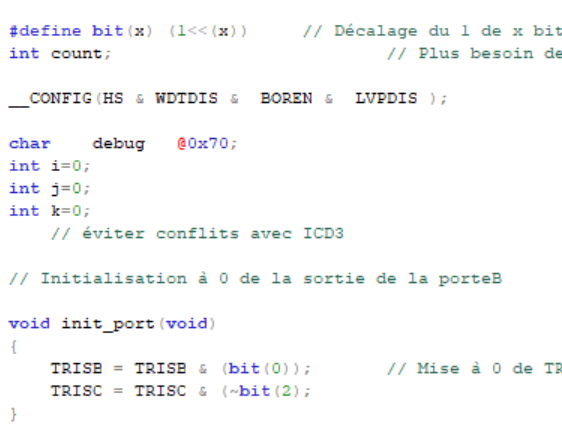 #define bit(x) (1<<(x)) // Décalage du 1 de x bit
int count; // Plus besoin de
__CONFIG(HS & WDTDIS & BOREN & LVPDIS );
char debug @0x70;
int i=0;
int j=0;
int k=0;
// éviter conflits avec ICD3
// Initialisation à 0 de la sortie de la porteB
void init_port(void)
{
TRISB = TRISB & (bit(0)); // Mise à 0 de TR
TRISC = TRISC & (~bit(2);
}